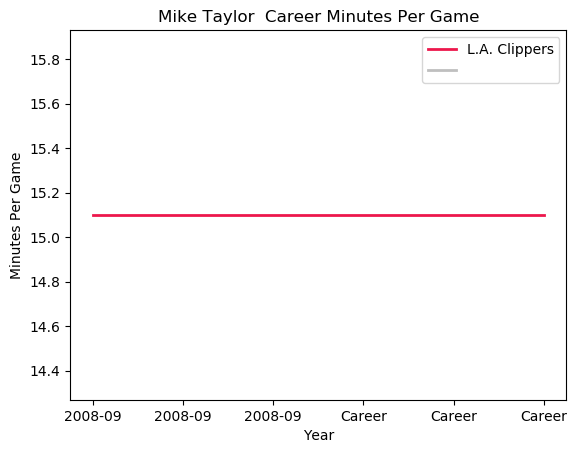 Mike Taylor  Career Minutes Per Game
L.A. Clippers
Minutes Per Game
15.8
15.6
15.4
15.2
15.0
14.8
14.6
14.4
2008-09 2008-09 2008-09 Career Career Career
Year